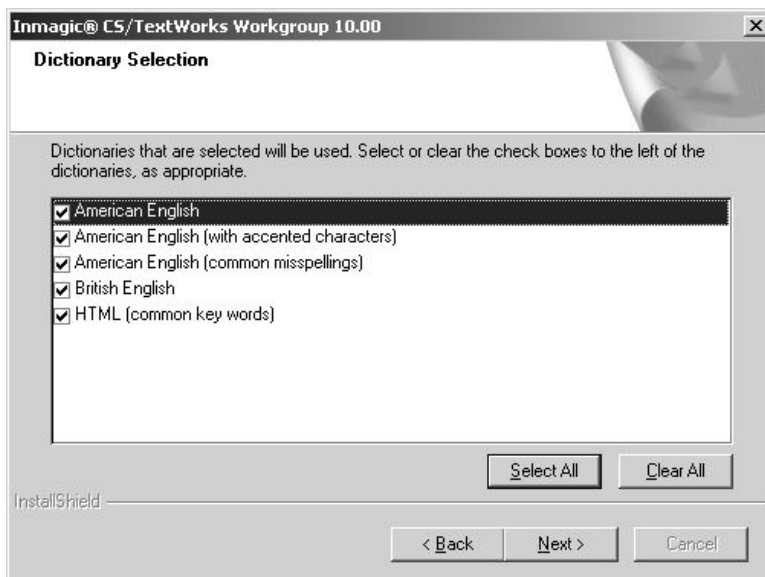 Inmagic® CS/TextWorks Workgroup 10.00
Dictionary Selection
Dictionaries that are selected will be used. Select or clear the check boxes to the left of the
dictionaries, as appropriate.
American English
American English (with accented characters)
American English (common misspellings)
British English
HTML (common key words)
Select All
Clear All
InstallShield
< Back
Next >
Cancel